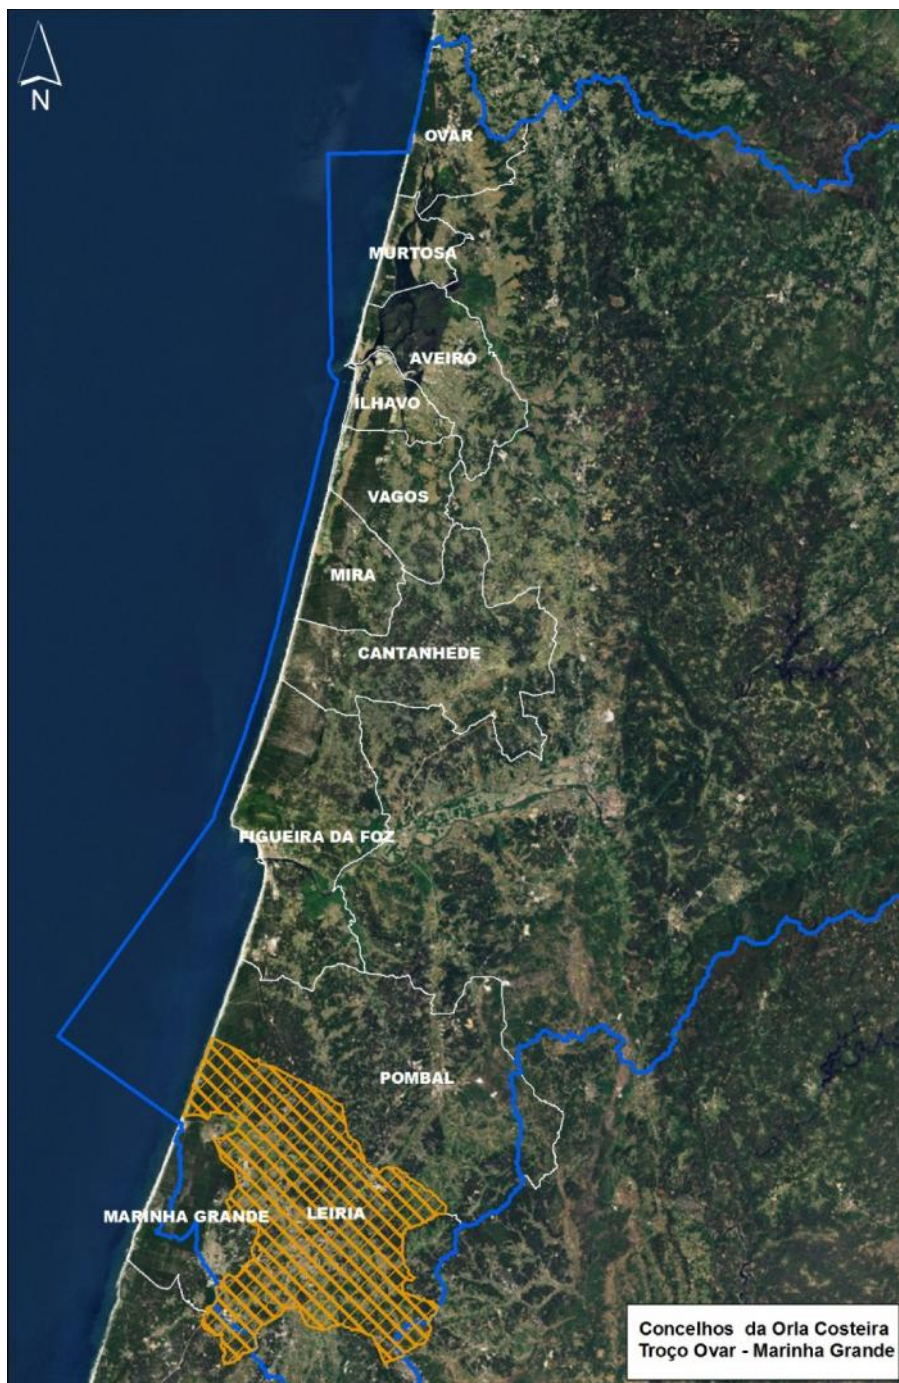 N
OVAR
MURTOSA
AVEIRO
ÍLHAVO
VAGOS
MIRA
CANTANHEDE
FIGUEIRA DA FOZ
POMBAL
MARINHA GRANDE
LEIRIA
Concelhos da Orla Costeira
Troço Ovar - Marinha Grande